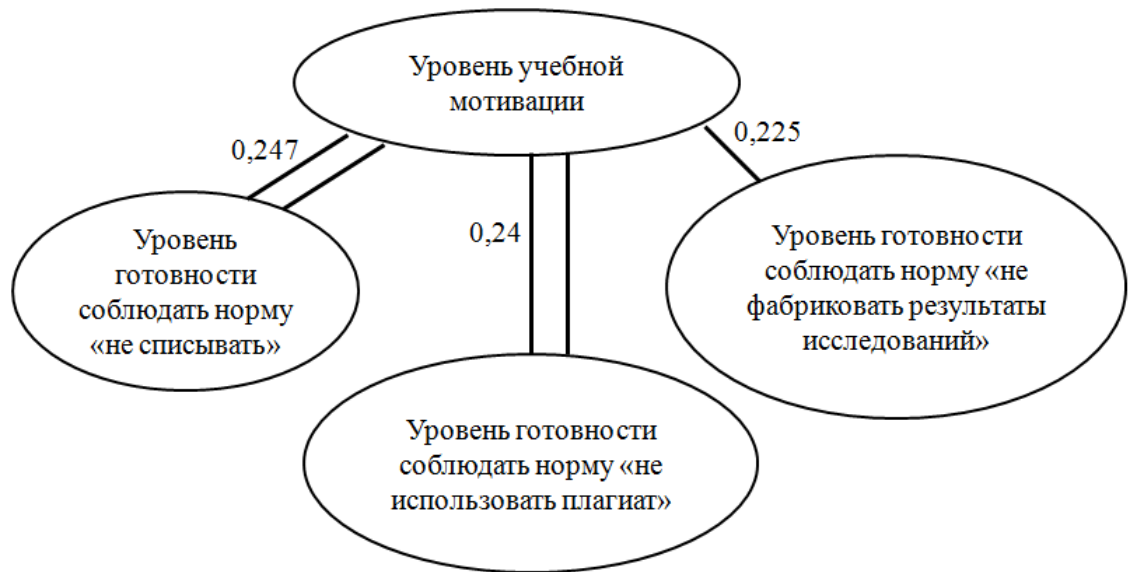 Уровень учебной
мотивации
0,247
0,225
0,24
Уровень
готовности
соблюдать норму
«не списывать»
Уровень готовности
соблюдать норму «не
фабриковать результаты
исследований»
Уровень готовности
соблюдать норму «не
использовать плагиат»